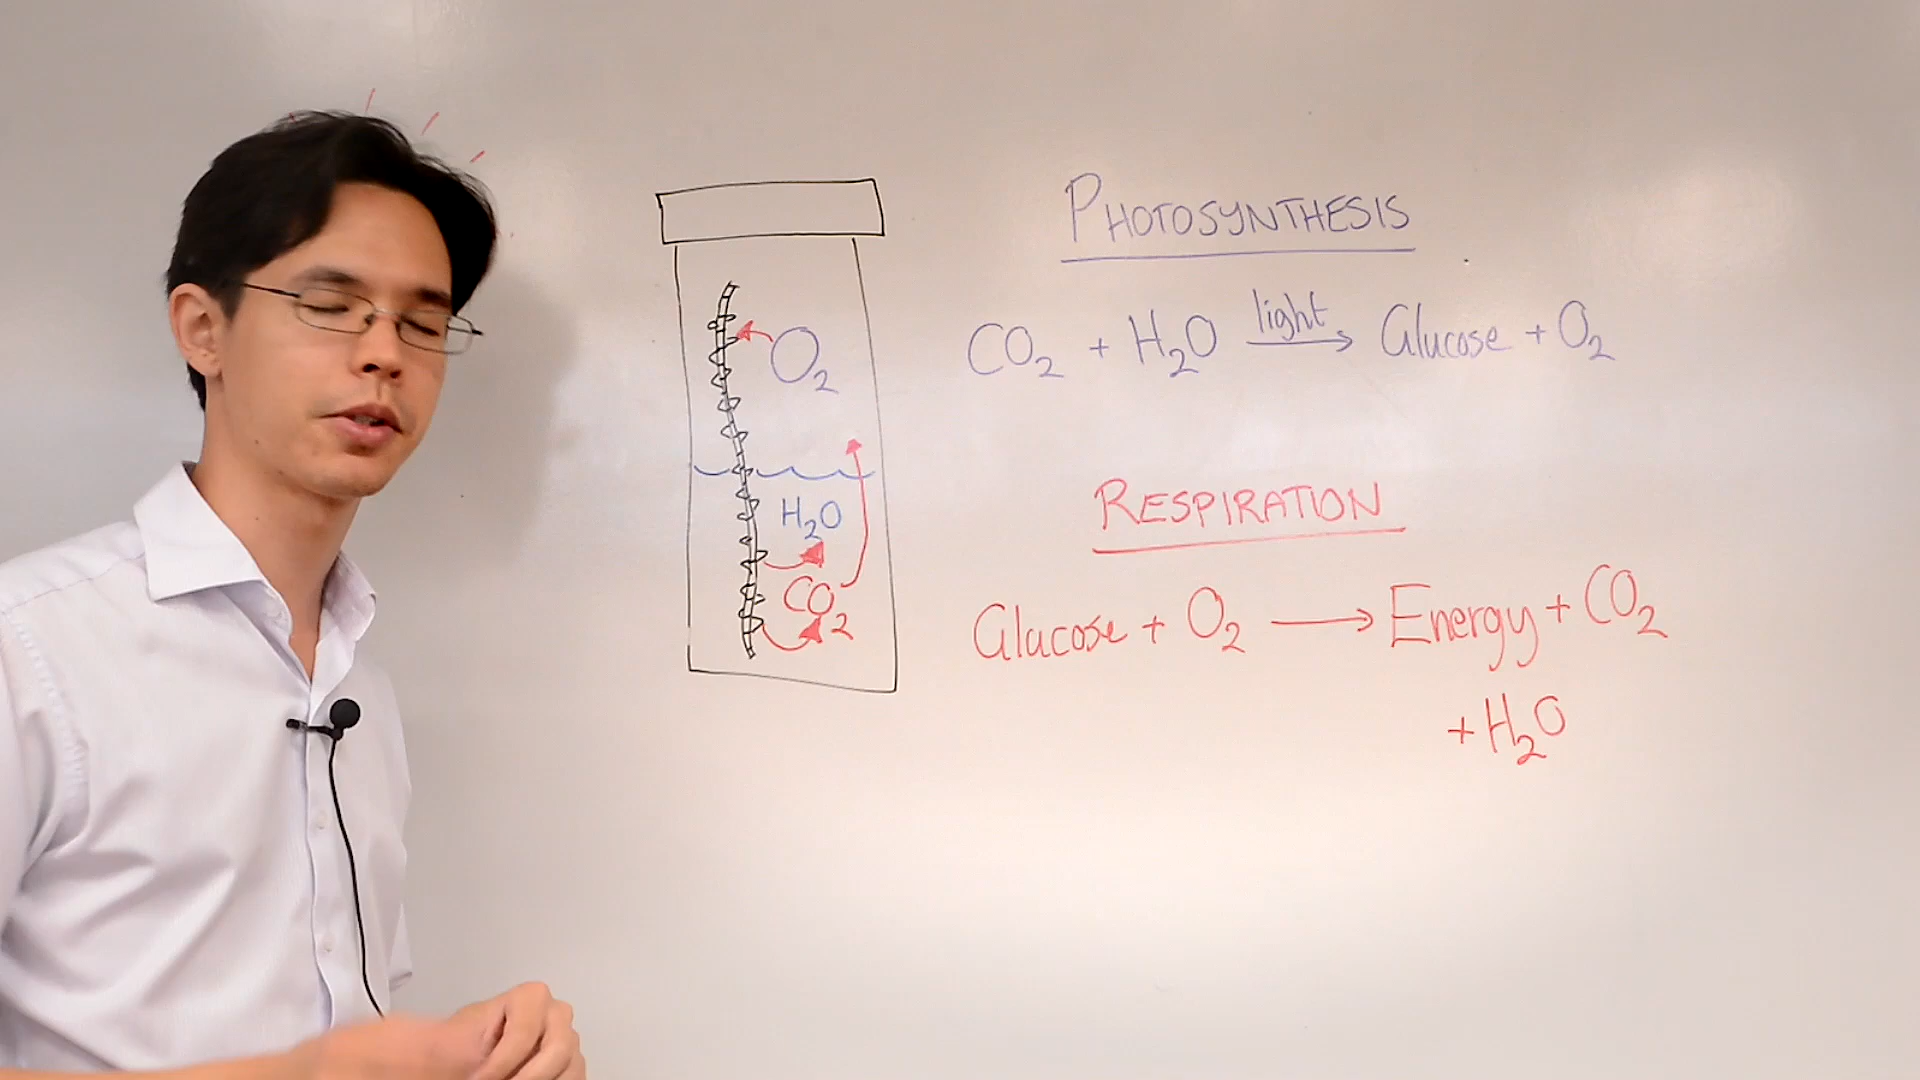 PHOTOSYNTHESIS
CO2 + H2O light → Glucose + O2
RESPIRATION
Glucose + O2 → Energy + CO2
+ H2O
O2
H2O
CO2